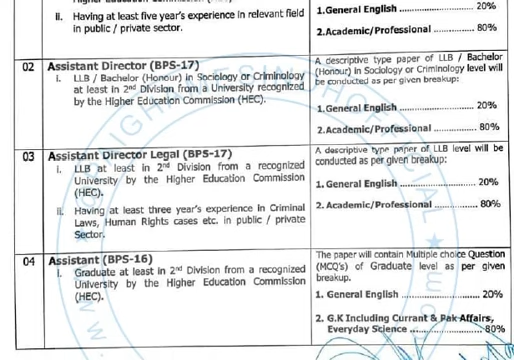 ii. Having at least five year's experience in relevant field
in public / private sector.
1.General English ..................... 20%
2.Academic/Professional ............ 80%
02
Assistant Director (BPS-17)
i. LLB / Bachelor (Honour) in Sociology or Criminology
at least in 2nd Division from a University recognized
by the Higher Education Commission (HEC).
A descriptive type paper of LLB / Bachelor
(Honour) in Sociology or Criminology level will
be conducted as per given breakup:
1.General English ..................... 20%
2.Academic/Professional ............ 80%
03
Assistant Director Legal (BPS-17)
i. LLB at least in 2nd Division from a recognized
University by the Higher Education Commission
(HEC).
ii. Having at least three year's experience in Criminal
Laws, Human Rights cases etc. in public / private
Sector.
A descriptive type paper of LLB level will be
conducted as per given breakup:
1. General English ..................... 20%
2. Academic/Professional ............ 80%
04
Assistant (BPS-16)
i. Graduate at least in 2nd Division from a recognized
University by the Higher Education Commission
(HEC).
The paper will contain Multiple choice Question
(MCQ's) of Graduate level as per given
breakup.
1. General English ..................... 20%
2. G.K Including Currant & Pak Affairs,
Everyday Science ..................... 80%